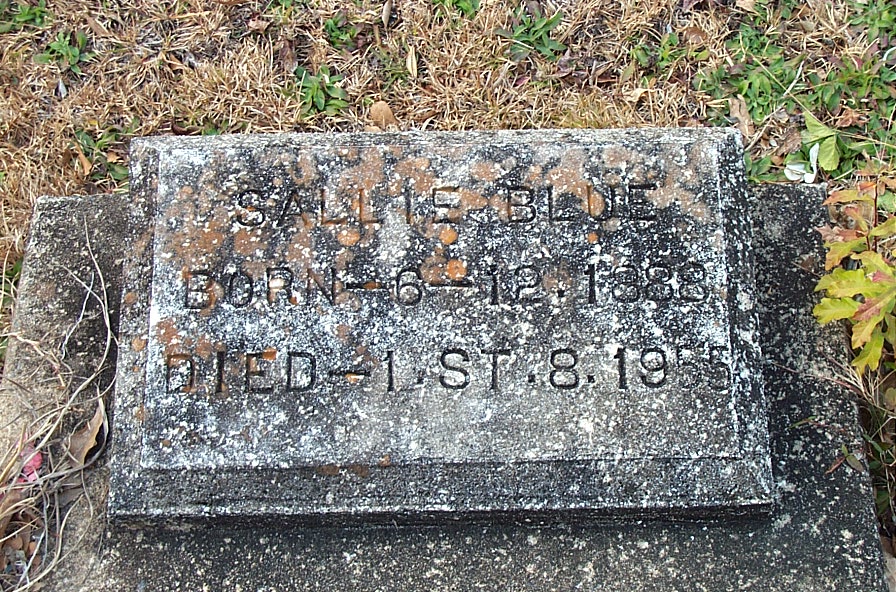 SALLIE BLUE
BORN-6-12.1888
DIED-1.ST.8.1955